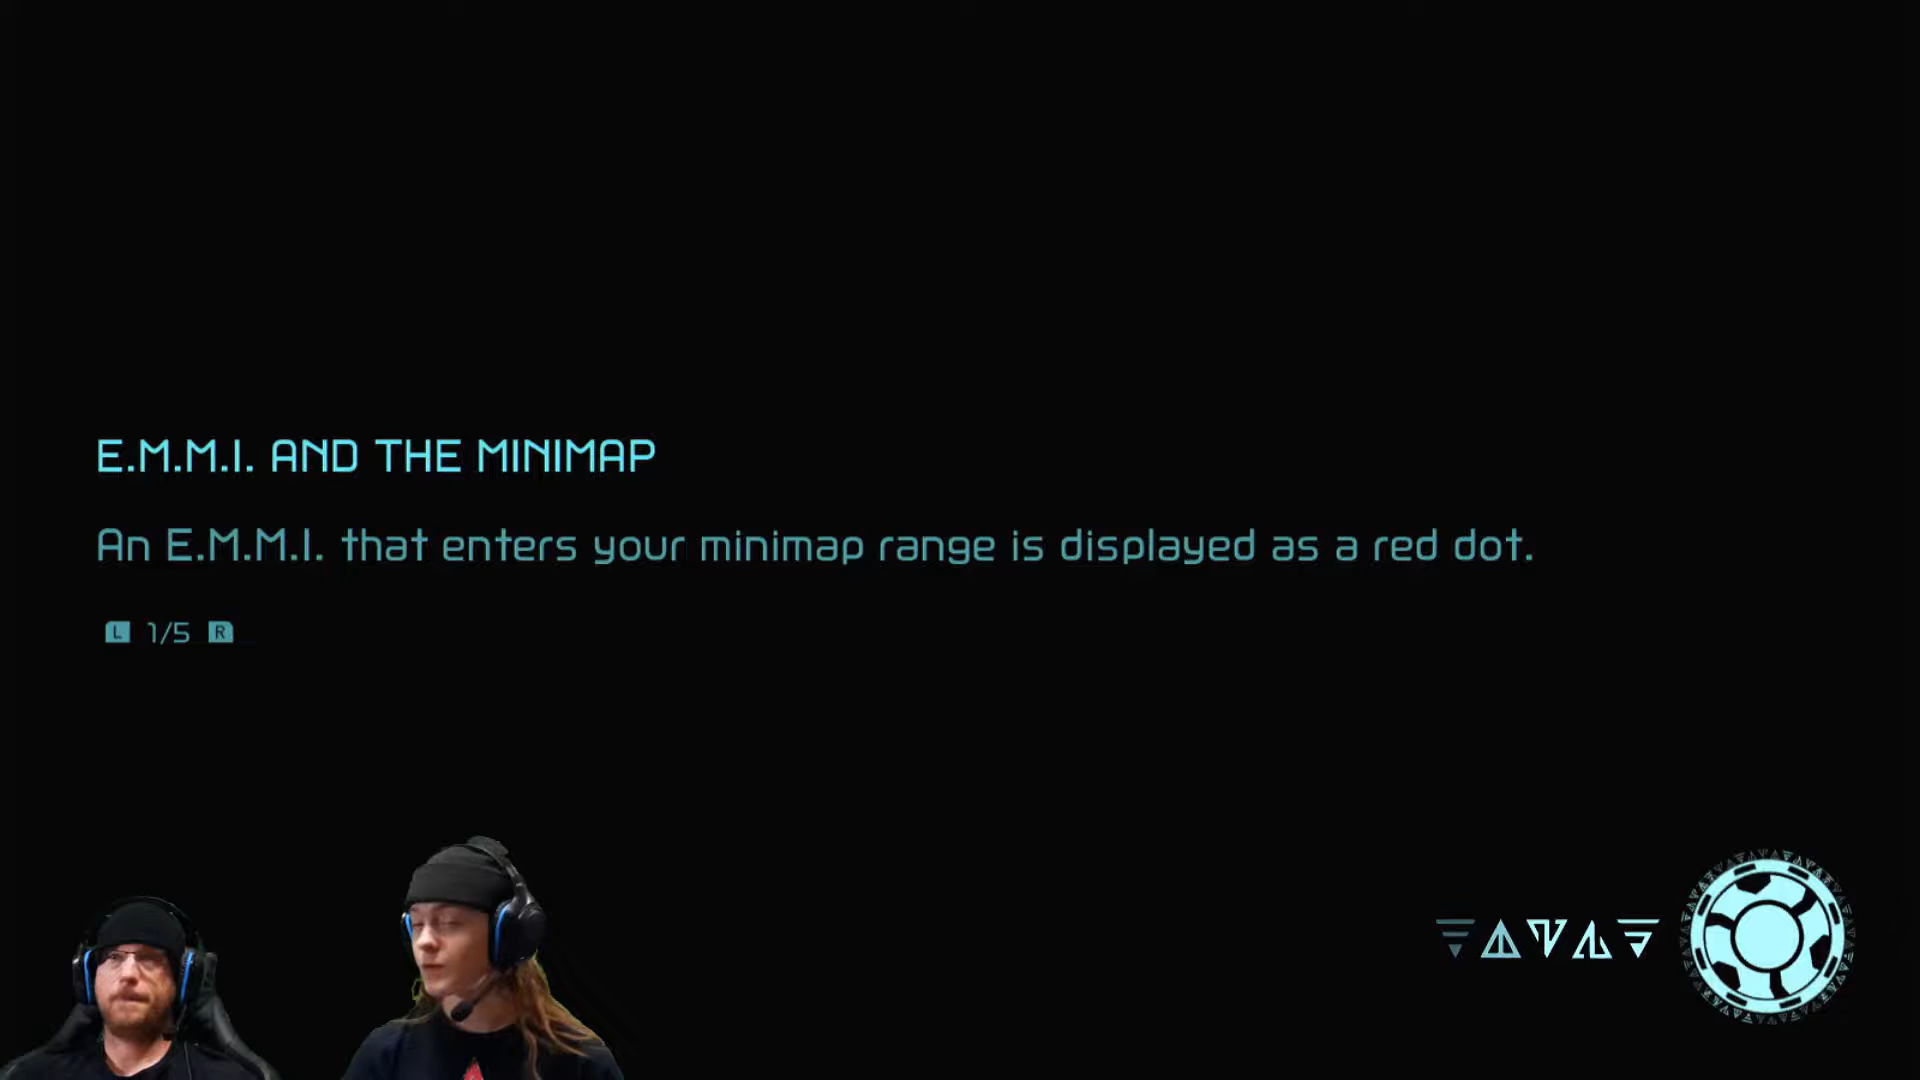 E.M.M.I. AND THE MINIMAP
An E.M.M.I. that enters your minimap range is displayed as a red dot.
L 1/5 R